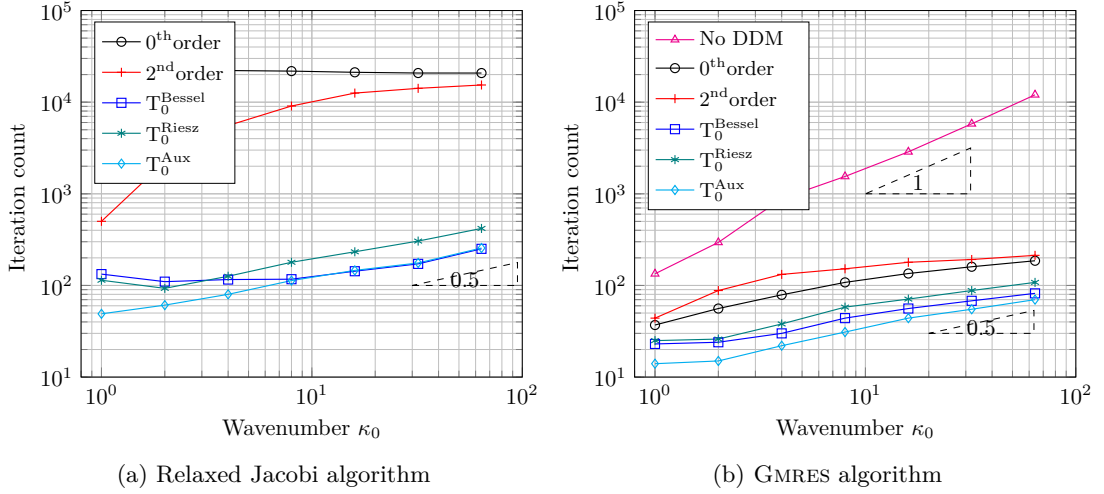 10^5
10^4
10^3
10^2
10^1
10^0
10^1
10^2
Iteration count
Wavenumber κ_0
0^th order
2^nd order
T_0^Bessel
T_0^Riesz
T_0^Aux
0.5
(a) Relaxed Jacobi algorithm
10^5
10^4
10^3
10^2
10^1
10^0
10^1
10^2
Iteration count
Wavenumber κ_0
No DDM
0^th order
2^nd order
T_0^Bessel
T_0^Riesz
T_0^Aux
1
0.5
(b) GMRES algorithm